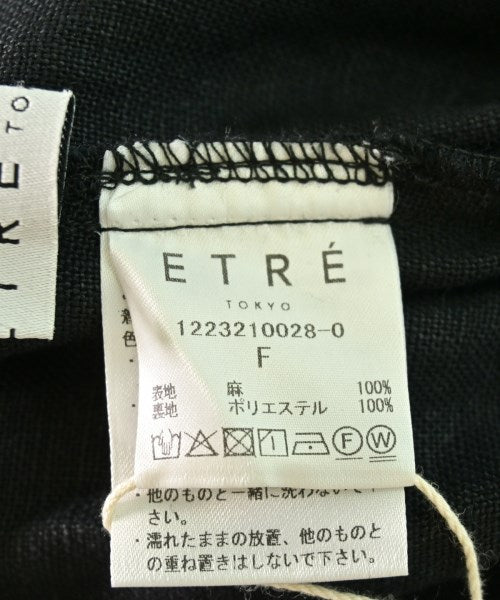 ETRÉ
TOKYO
1223210028-0
F
表地 麻 100%
裏地 ポリエステル 100%
F W
・他のものと一緒に洗わないで下
さい。
・濡れたままの放置、他のものと
の重ね置きはしないで下さい。
ETRE
TO